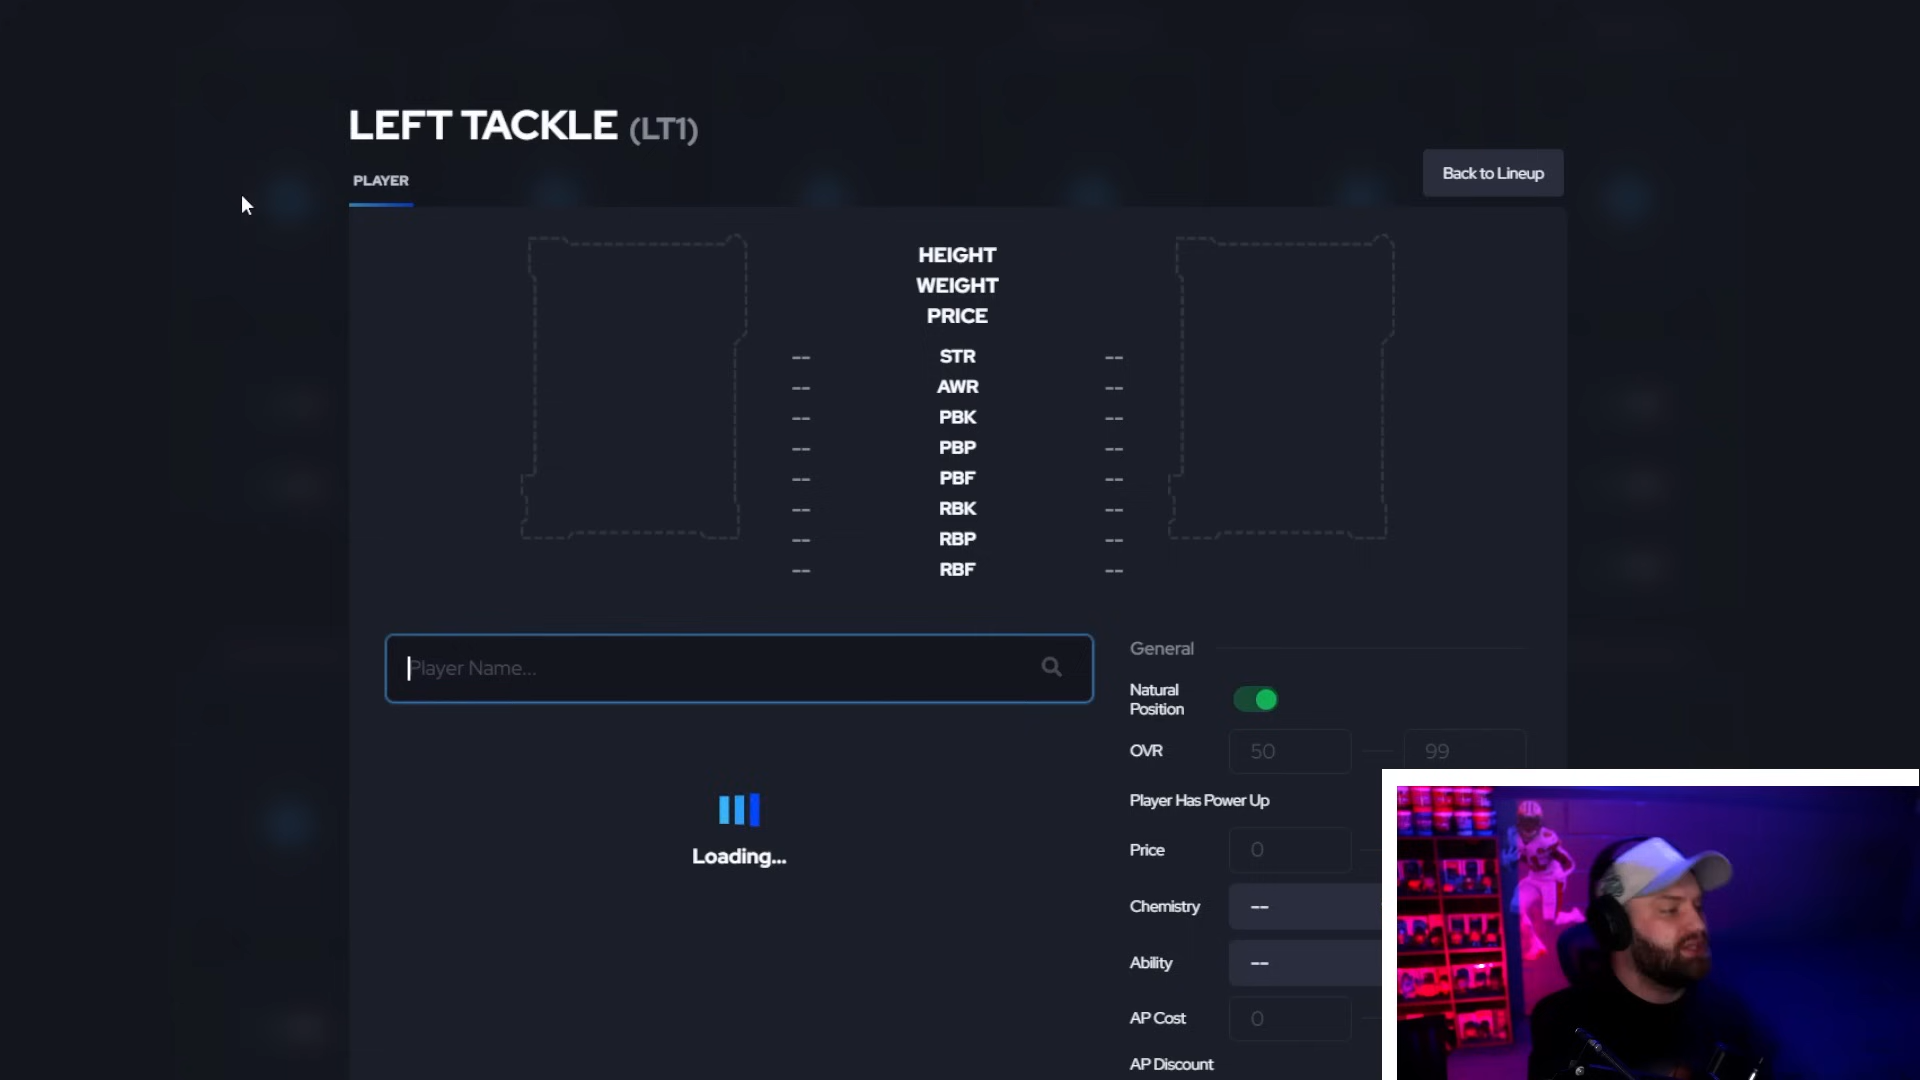 LEFT TACKLE (LT1)
PLAYER
Back to Lineup
HEIGHT
WEIGHT
PRICE
-- STR --
-- AWR --
-- PBK --
-- PBP --
-- PBF --
-- RBK --
-- RBP --
-- RBF --
Player Name...
Loading...
General
Natural
Position
OVR 50 99
Player Has Power Up
Price 0
Chemistry --
Ability --
AP Cost 0
AP Discount